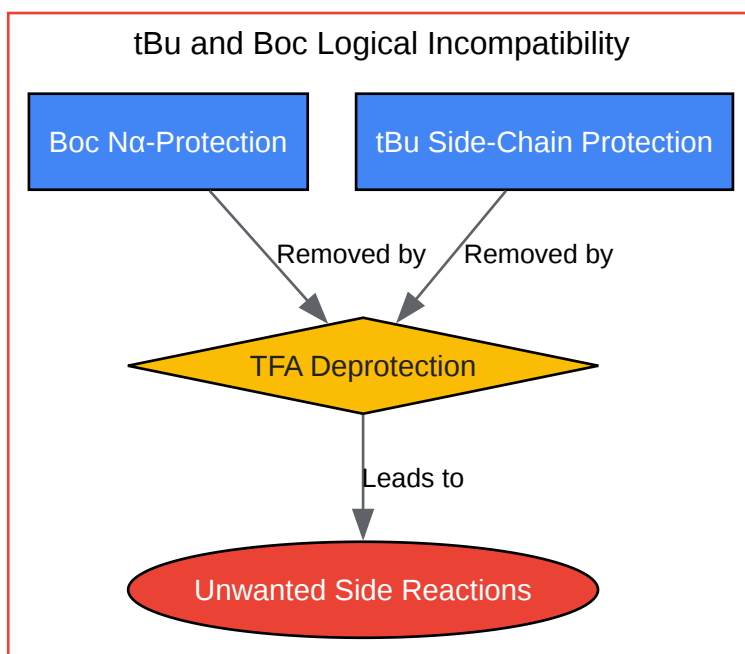 tBu and Boc Logical Incompatibility
Boc Nα-Protection
tBu Side-Chain Protection
Removed by
Removed by
TFA Deprotection
Leads to
Unwanted Side Reactions